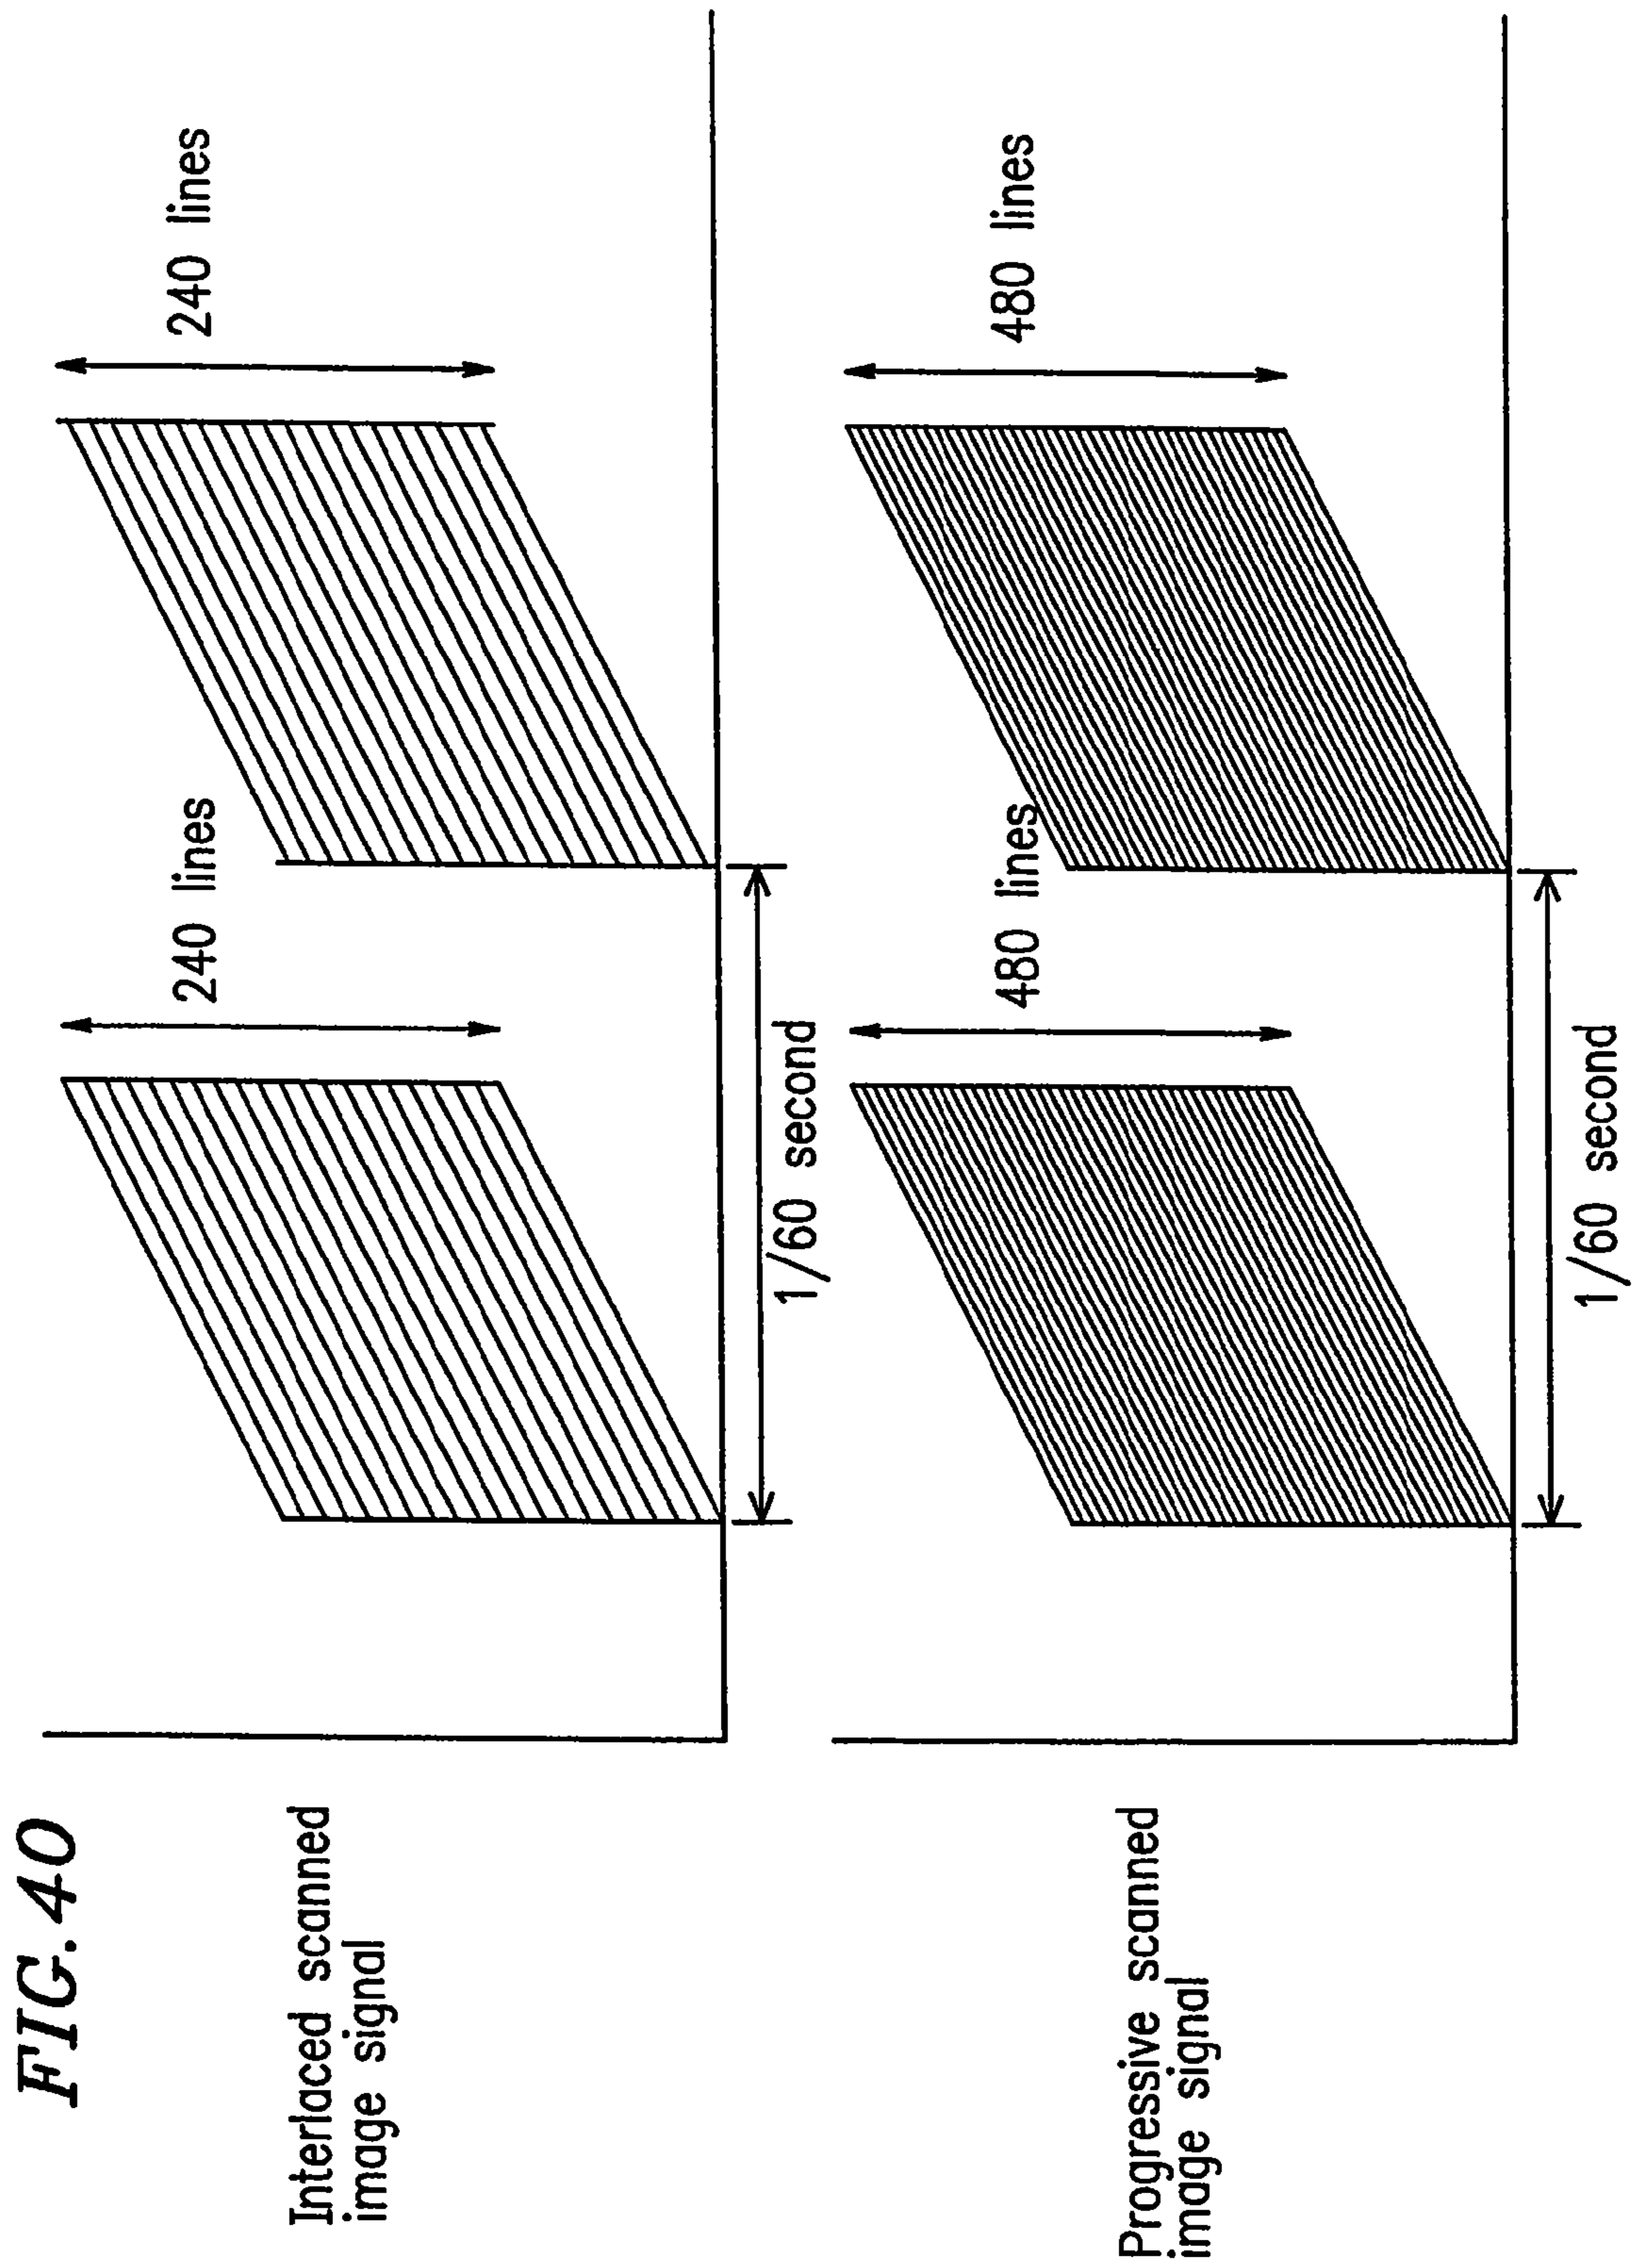 FIG. 40
Interlaced scanned
image signal
240 lines
240 lines
1/60 second
Progressive scanned
image signal
480 lines
480 lines
1/60 second